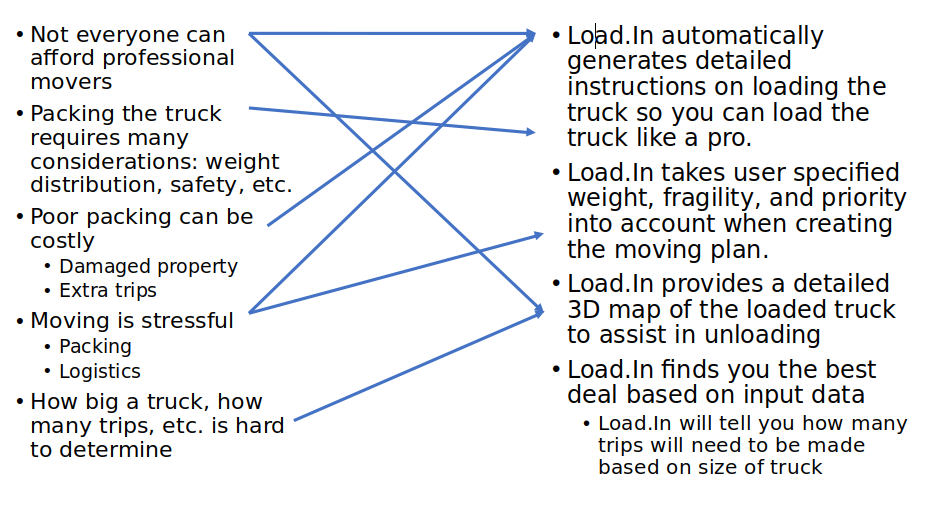 • Not everyone can
afford professional
movers
• Packing the truck
requires many
considerations: weight
distribution, safety, etc.
• Poor packing can be
costly
• Damaged property
• Extra trips
• Moving is stressful
• Packing
• Logistics
• How big a truck, how
many trips, etc. is hard
to determine
• Load.In automatically
generates detailed
instructions on loading the
truck so you can load the
truck like a pro.
• Load.In takes user specified
weight, fragility, and priority
into account when creating
the moving plan.
• Load.In provides a detailed
3D map of the loaded truck
to assist in unloading
• Load.In finds you the best
deal based on input data
• Load.In will tell you how many
trips will need to be made
based on size of truck